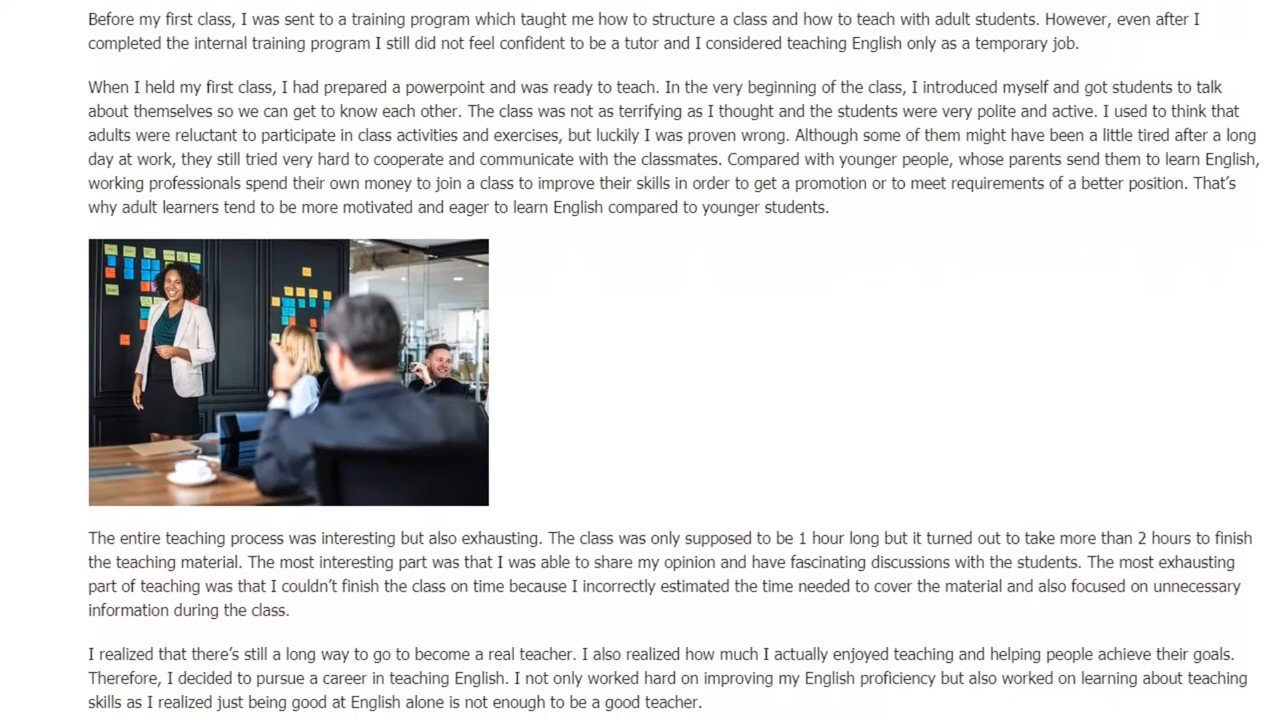 Before my first class, I was sent to a training program which taught me how to structure a class and how to teach with adult students. However, even after I
completed the internal training program I still did not feel confident to be a tutor and I considered teaching English only as a temporary job.
When I held my first class, I had prepared a powerpoint and was ready to teach. In the very beginning of the class, I introduced myself and got students to talk
about themselves so we can get to know each other. The class was not as terrifying as I thought and the students were very polite and active. I used to think that
adults were reluctant to participate in class activities and exercises, but luckily I was proven wrong. Although some of them might have been a little tired after a long
day at work, they still tried very hard to cooperate and communicate with the classmates. Compared with younger people, whose parents send them to learn English,
working professionals spend their own money to join a class to improve their skills in order to get a promotion or to meet requirements of a better position. That’s
why adult learners tend to be more motivated and eager to learn English compared to younger students.
The entire teaching process was interesting but also exhausting. The class was only supposed to be 1 hour long but it turned out to take more than 2 hours to finish
the teaching material. The most interesting part was that I was able to share my opinion and have fascinating discussions with the students. The most exhausting
part of teaching was that I couldn’t finish the class on time because I incorrectly estimated the time needed to cover the material and also focused on unnecessary
information during the class.
I realized that there’s still a long way to go to become a real teacher. I also realized how much I actually enjoyed teaching and helping people achieve their goals.
Therefore, I decided to pursue a career in teaching English. I not only worked hard on improving my English proficiency but also worked on learning about teaching
skills as I realized just being good at English alone is not enough to be a good teacher.